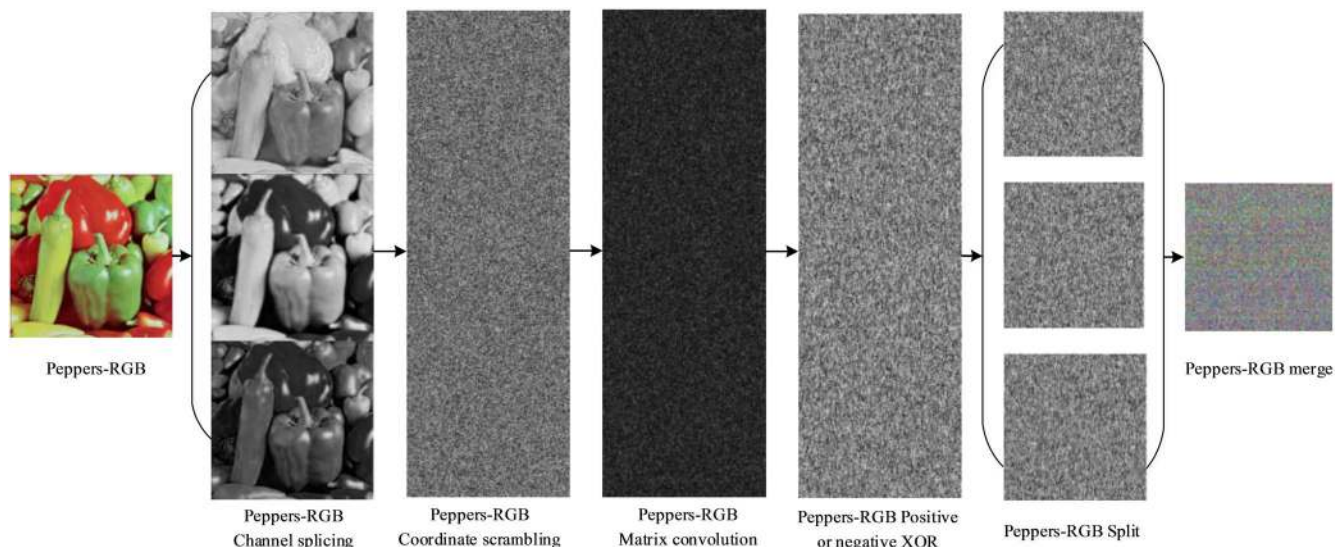 Peppers-RGB
Peppers-RGB
Channel splicing
Peppers-RGB
Coordinate scrambling
Peppers-RGB
Matrix convolution
Peppers-RGB Positive
or negative XOR
Peppers-RGB Split
Peppers-RGB merge